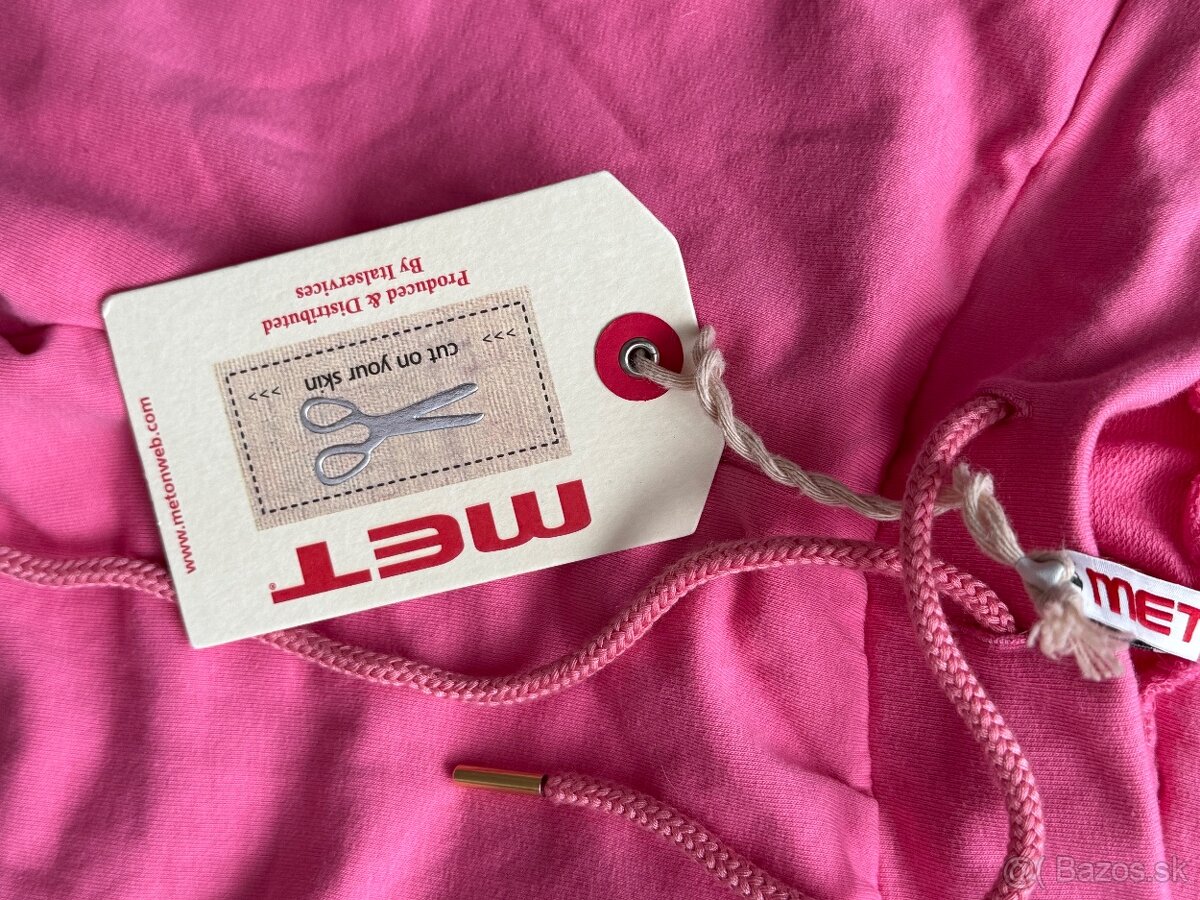 MET®
>>>
cut on your skin
>>>
Produced & Distributed
By Italservices
www.metonweb.com
MET
Bazos.sk